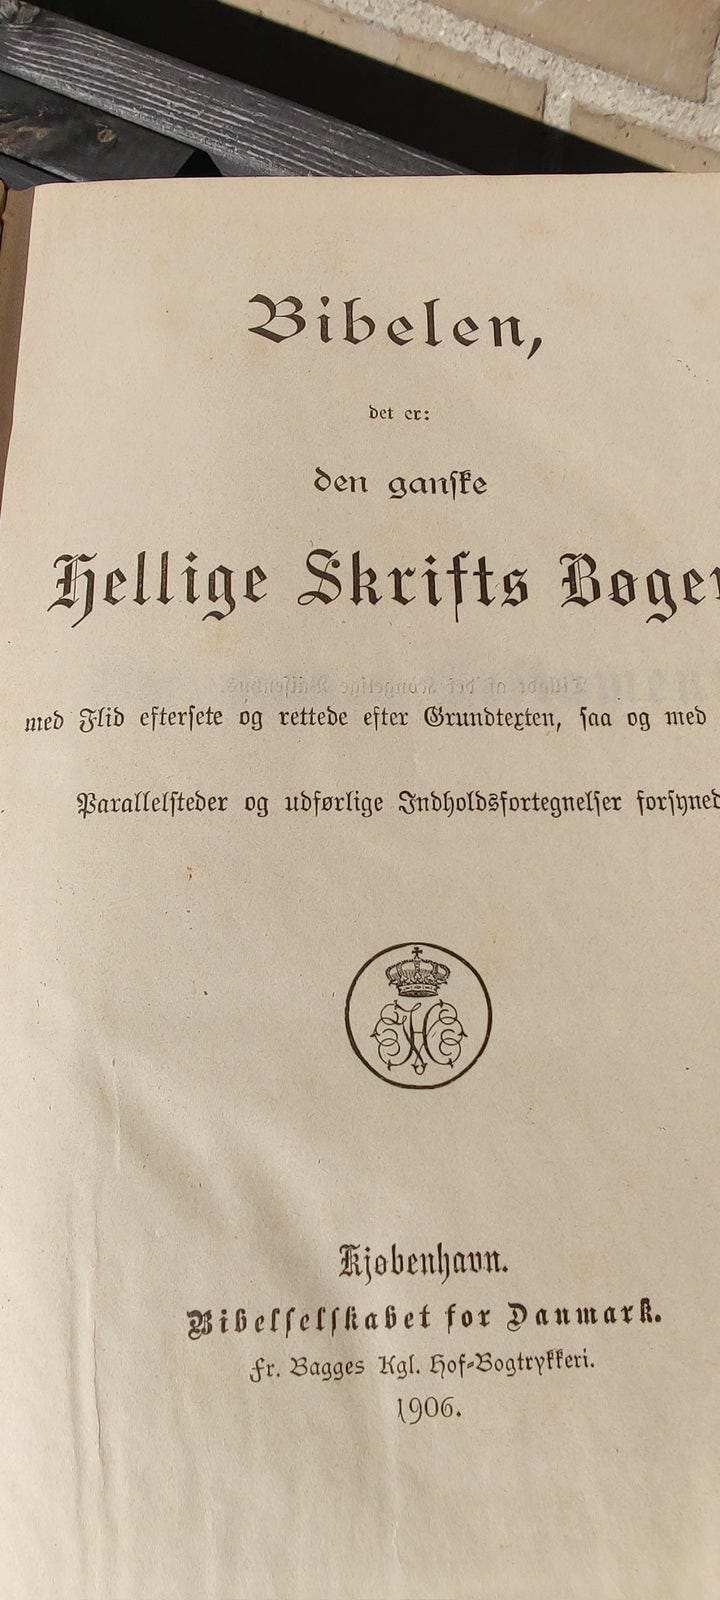 Bibelen,
det er:
den ganske
Hellige Skrifts Bøger
med Flid eftersete og rettede efter Grundtexten, saa og med
Parallelsteder og udførlige Indholdsfortegnelser forsyned
Kjøbenhavn.
Bibelselskabet for Danmark.
Fr. Bagges Kgl. Hof-Bogtrykkeri.
1906.